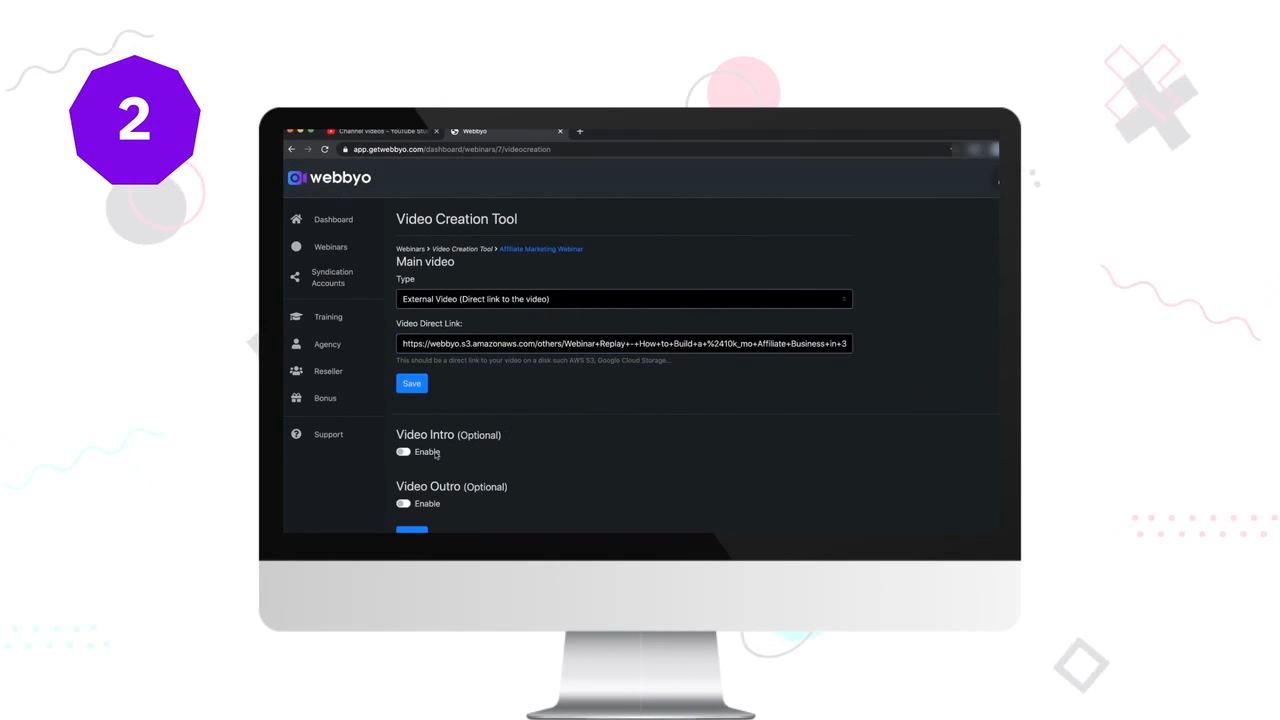 2
Channel videos - YouTube Stu
Webbyo
app.getwebbyo.com/dashboard/webinars/7/videocreation
webbyo
Dashboard
Webinars
Syndication
Accounts
Training
Agency
Reseller
Bonus
Support
Video Creation Tool
Webinars > Video Creation Tool > Affiliate Marketing Webinar
Main video
Type
External Video (Direct link to the video)
Video Direct Link:
https://webbyo.s3.amazonaws.com/others/Webinar+Replay+-+How+to+Build+a+%2410k_mo+Affiliate+Business+in+3
This should be a direct link to your video on a disk such AWS S3, Google Cloud Storage...
Save
Video Intro (Optional)
Enable
Video Outro (Optional)
Enable